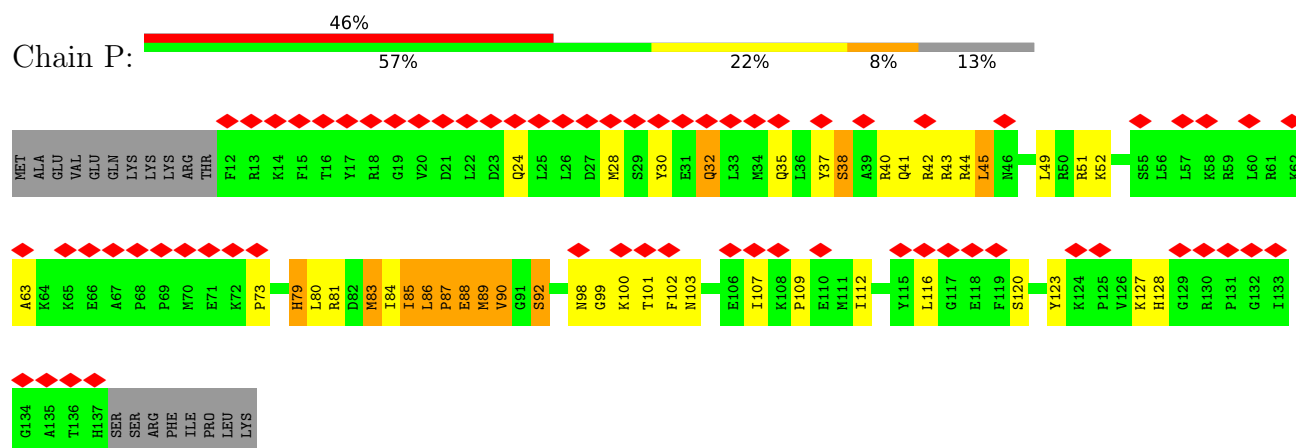 46%
Chain P:
57% 22% 8% 13%
MET ALA GLU VAL GLU GLN LYS LYS LYS ARG THR F12 R13 K14 F15 T16 Y17 R18 G19 V20 D21 L22 L23 Q24 L25 L26 D27 M28 S29 Y30 E31 Q32 L33 M34 Q35 L36 Y37 S38 A39 R40 Q41 R42 R43 R44 L45 N46 L49 R50 R51 K52 S55 L56 L57 K58 R59 L60 R61 K62
A63 K64 K65 E66 A67 P68 P69 M70 E71 K72 P73 H79 L80 R81 D82 M83 I84 I85 L86 P87 E88 M89 V90 G91 S92 N98 G99 K100 T101 F102 N103 E106 I107 K108 P109 E110 M111 I112 Y115 L116 G117 E118 F119 S120 Y123 K124 P125 V126 K127 H128 G129 R130 P131 G132 I133
G134 A135 T136 H137 SER SER ARG PHE ILE PRO LEU LYS